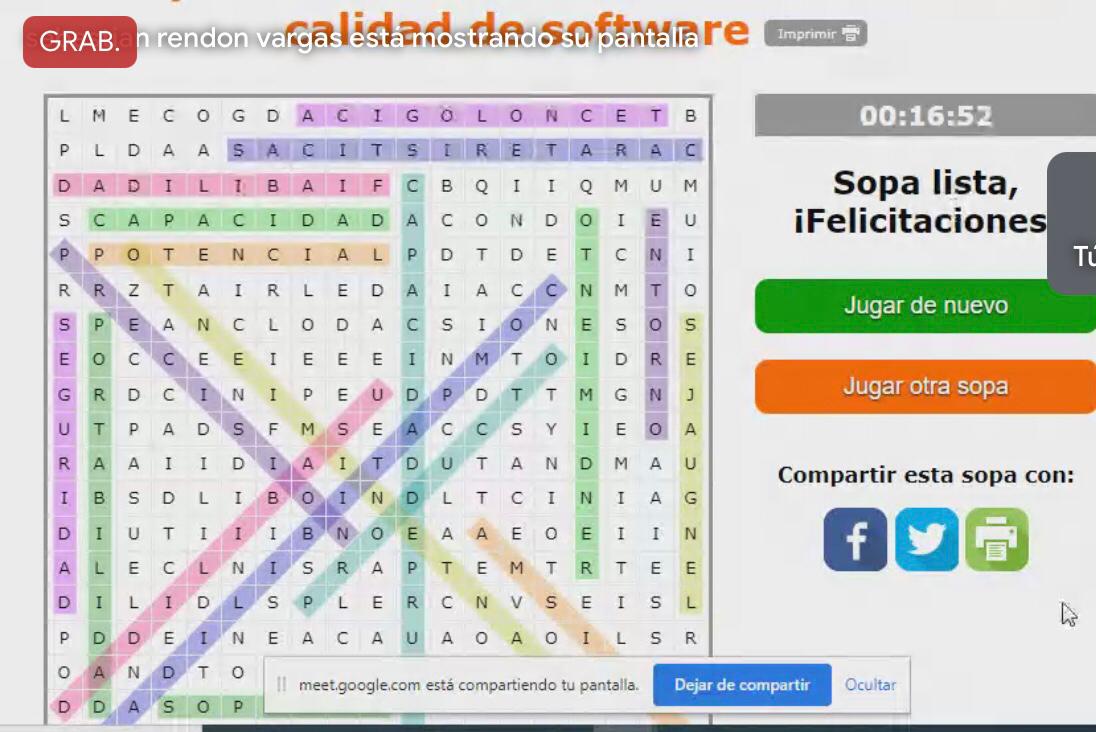 calidad de software
GRAB.
n rendon vargas está mostrando su pantalla
Imprimir
L M E C O G D A C I G O L O N C E T B
P L D A A S A C I T S I R E T A R A C
D A D I L I B A I F C B Q I I Q M U M
S C A P A C I D A D A C O N D O I E U
P P O T E N C I A L P D T D E T C N I
R R Z T A I R L E D A I A C C N M T O
S P E A N C L O D A C S I O N E S O S
E O C C E E I E E E I N M T O I D R E
G R D C I N I P E U D P D T T M G N J
U T P A D S F M S E A C C S Y I E O A
R A A I I D I A I T D U T A N D M A U
I B S D L I B O I N D L T C I N I A G
D I U T I I I B N O E A A E O E I I N
A L E C L N I S R A P T E M T R T E E
D I L I D L S P L E R C N V S E I S L
P D D E I N E A C A U A O A O I L S R
O A N D T O
D D A S O P
00:16:52
Sopa lista,
¡Felicitaciones
Tú
Jugar de nuevo
Jugar otra sopa
Compartir esta sopa con:
meet.google.com está compartiendo tu pantalla.
Dejar de compartir
Ocultar